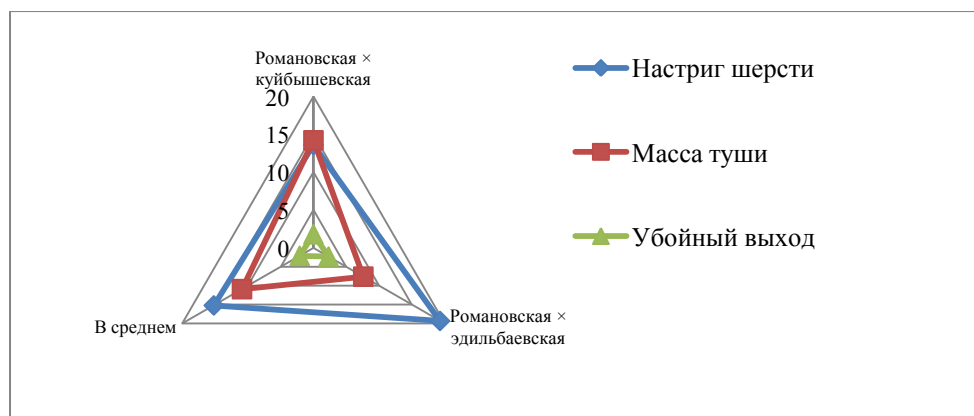 Романовская ×
куйбышевская
20
15
10
5
0
В среднем
Романовская ×
эдильбаевская
Настриг шерсти
Масса туши
Убойный выход